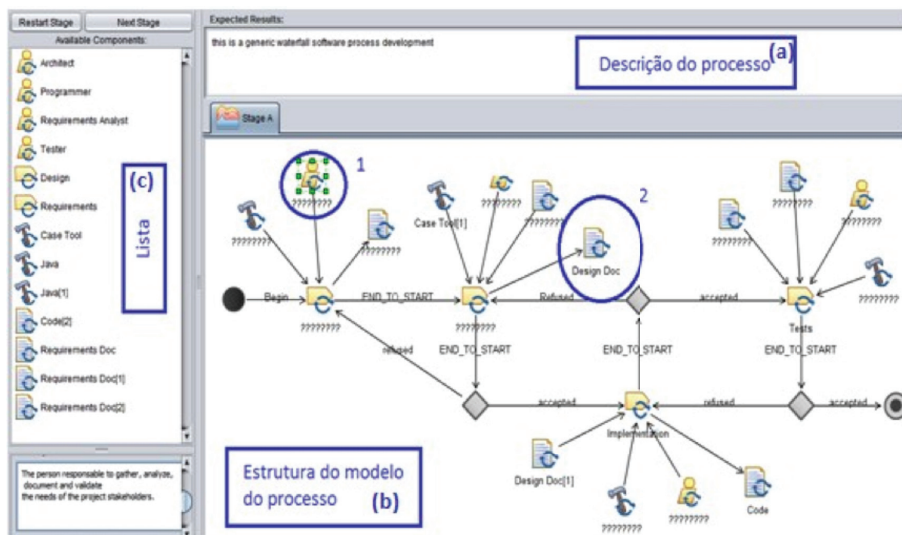 Restart Stage
Next Stage
Available Components:
Architect
Programmer
Requirements Analyst
Tester
Design
Requirements
Case Tool
Java
Java[1]
Code[2]
Requirements Doc
Requirements Doc[1]
Requirements Doc[2]
(c)
Lista
The person responsable to gather, analyze,
document and validate
the needs of the project stakeholders.
Expected Results:
this is a generic waterfall software process development
Descrição do processo (a)
Stage A
1
2
????????
????????
????????
Case Tool[1]
????????
????????
Design Doc
????????
????????
????????
????????
Begin
END_TO_START
Refused
accepted
????????
????????
Tests
refused
END_TO_START
END_TO_START
END_TO_START
accepted
refused
accepted
Implementation
Design Doc[1]
????????
????????
Code
Estrutura do modelo
do processo (b)